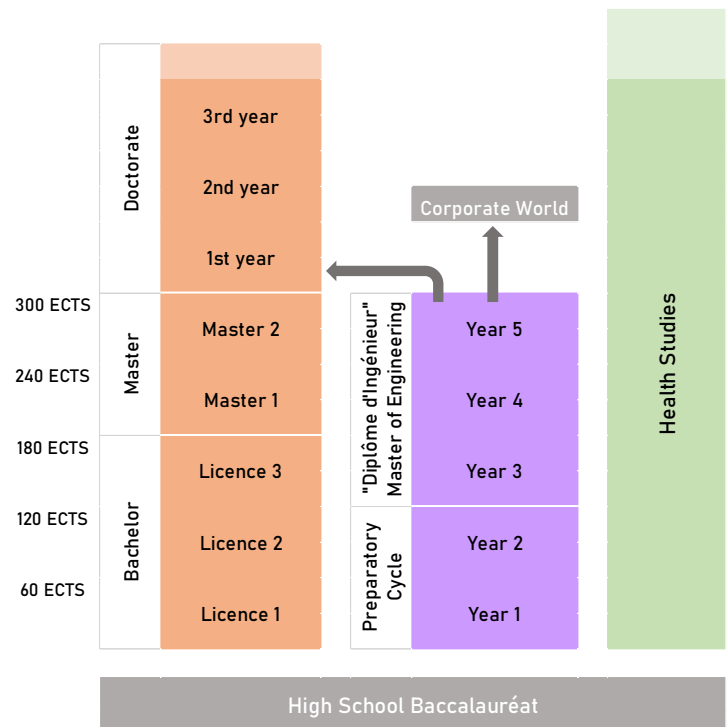 Doctorate
3rd year
2nd year
1st year
Corporate World
300 ECTS
240 ECTS
180 ECTS
120 ECTS
60 ECTS
Master
Master 2
Master 1
Bachelor
Licence 3
Licence 2
Licence 1
"Diplôme d'Ingénieur"
Master of Engineering
Year 5
Year 4
Year 3
Preparatory
Cycle
Year 2
Year 1
Health Studies
High School Baccalauréat